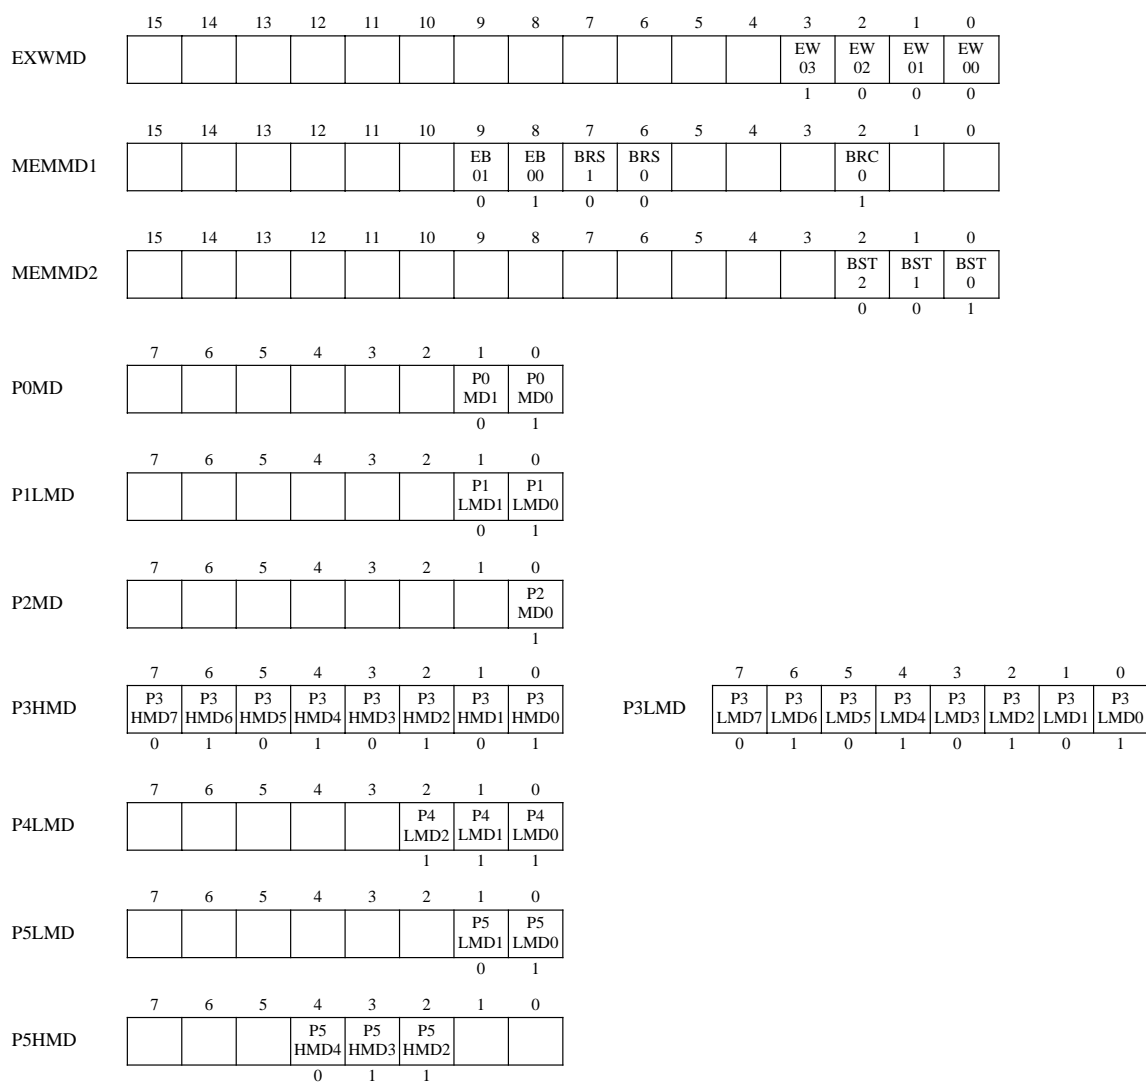 15 14 13 12 11 10 9 8 7 6 5 4 3 2 1 0
EXWMD EW 03 EW 02 EW 01 EW 00
1 0 0 0
15 14 13 12 11 10 9 8 7 6 5 4 3 2 1 0
MEMMD1 EB 01 EB 00 BRS 1 BRS 0 BRC 0
0 1 0 0 1
15 14 13 12 11 10 9 8 7 6 5 4 3 2 1 0
MEMMD2 BST 2 BST 1 BST 0
0 0 1
7 6 5 4 3 2 1 0
P0MD P0 MD1 P0 MD0
0 1
7 6 5 4 3 2 1 0
P1LMD P1 LMD1 P1 LMD0
0 1
7 6 5 4 3 2 1 0
P2MD P2 MD0
1
7 6 5 4 3 2 1 0
P3HMD P3 HMD7 P3 HMD6 P3 HMD5 P3 HMD4 P3 HMD3 P3 HMD2 P3 HMD1 P3 HMD0
0 1 0 1 0 1 0 1
7 6 5 4 3 2 1 0
P3LMD P3 LMD7 P3 LMD6 P3 LMD5 P3 LMD4 P3 LMD3 P3 LMD2 P3 LMD1 P3 LMD0
0 1 0 1 0 1 0 1
7 6 5 4 3 2 1 0
P4LMD P4 LMD2 P4 LMD1 P4 LMD0
1 1 1
7 6 5 4 3 2 1 0
P5LMD P5 LMD1 P5 LMD0
0 1
7 6 5 4 3 2 1 0
P5HMD P5 HMD4 P5 HMD3 P5 HMD2
0 1 1